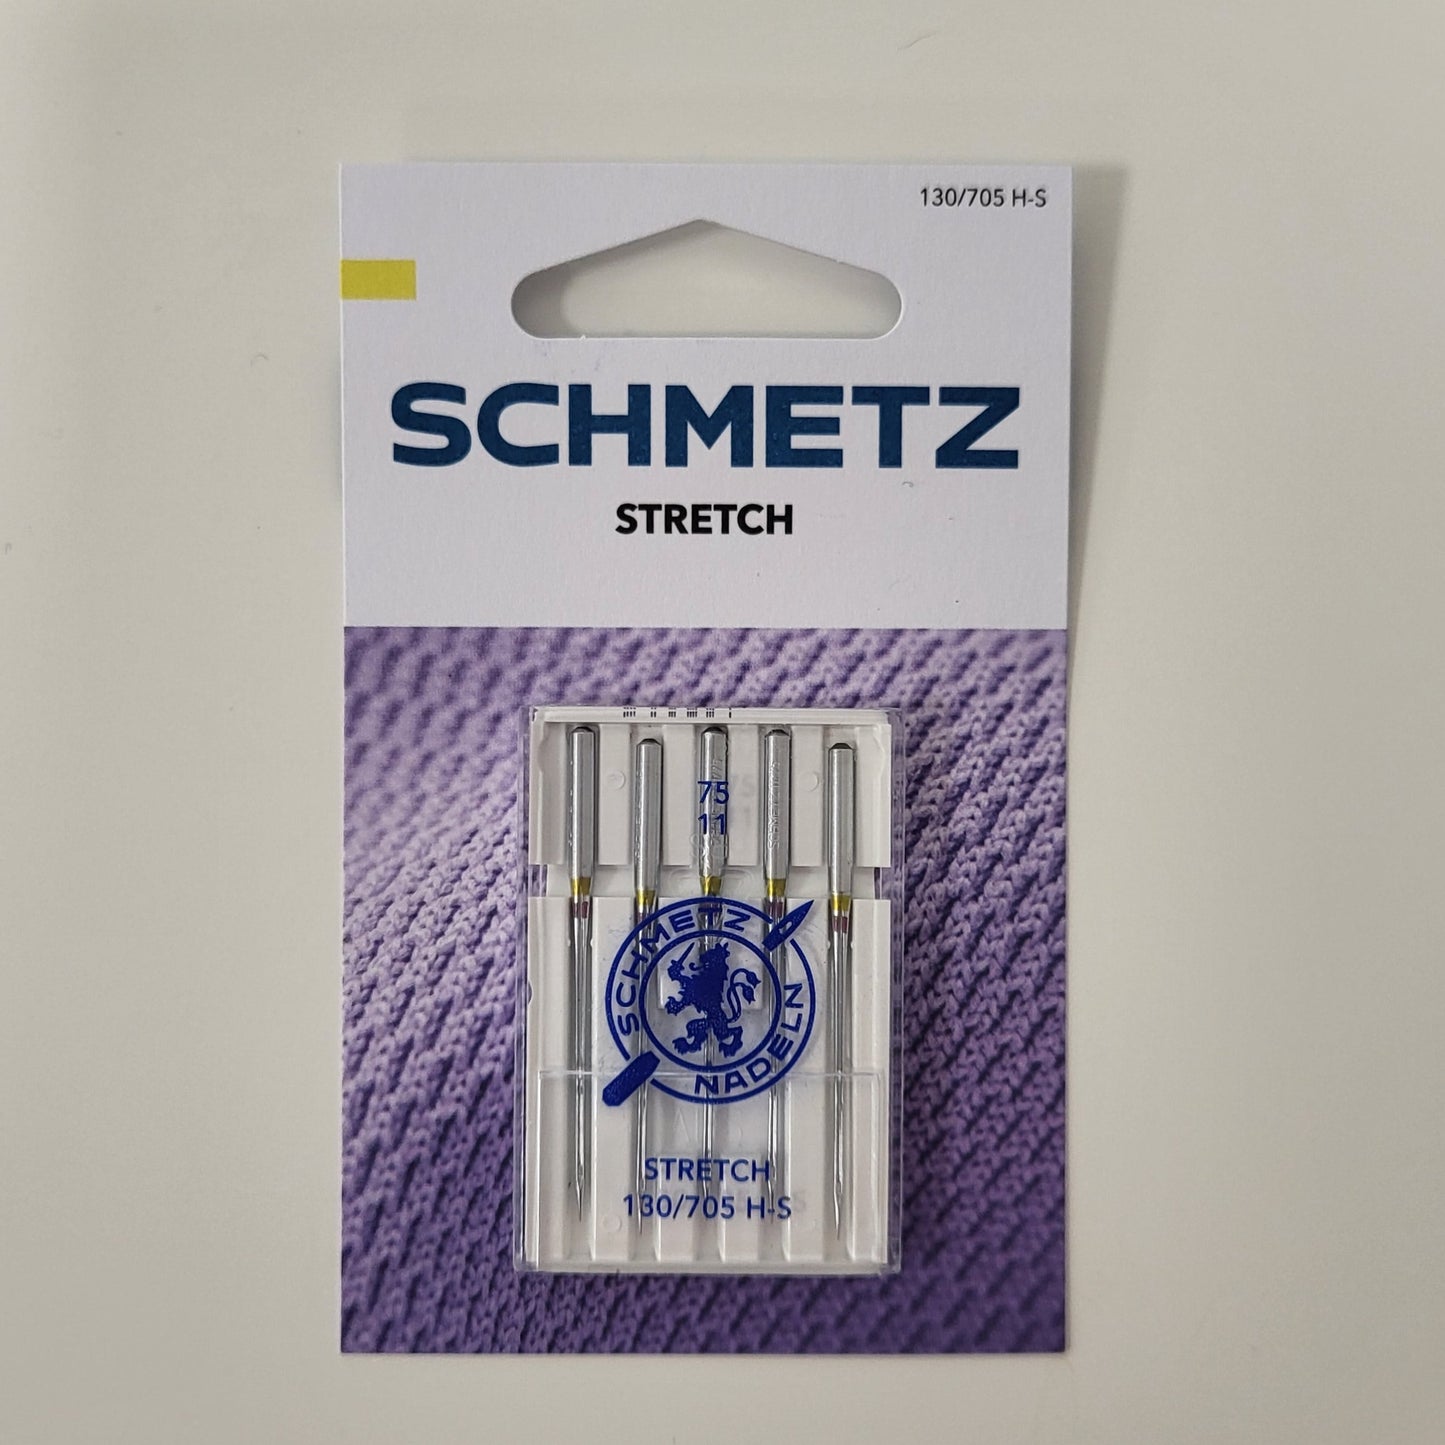 130/705 H-S
SCHMETZ
STRETCH
75
11
SCHMETZ
NADELN
STRETCH
130/705 H-S